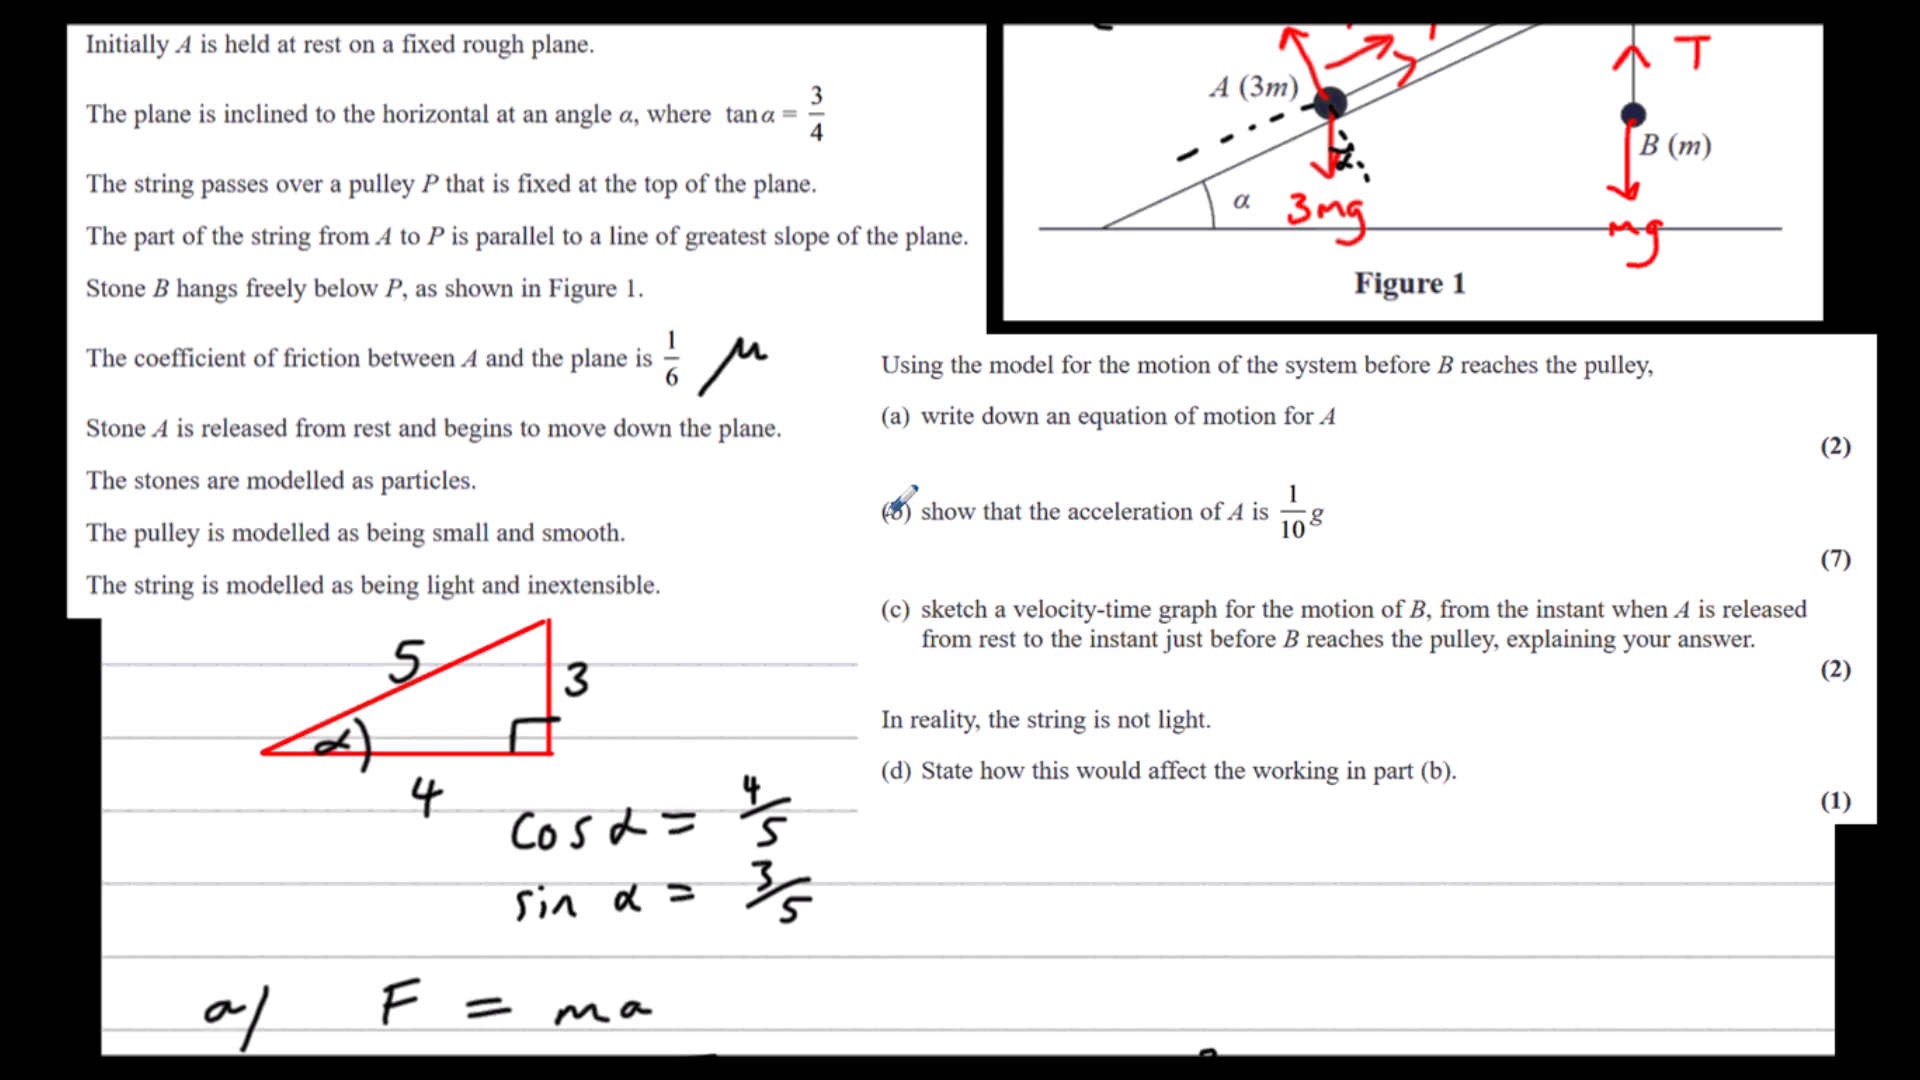 Initially A is held at rest on a fixed rough plane.
The plane is inclined to the horizontal at an angle α, where tan α = 3/4
The string passes over a pulley P that is fixed at the top of the plane.
The part of the string from A to P is parallel to a line of greatest slope of the plane.
Stone B hangs freely below P, as shown in Figure 1.
The coefficient of friction between A and the plane is 1/6 μ
Stone A is released from rest and begins to move down the plane.
The stones are modelled as particles.
The pulley is modelled as being small and smooth.
The string is modelled as being light and inextensible.
A (3m)
T
B (m)
α
α
3mg
mg
Figure 1
Using the model for the motion of the system before B reaches the pulley,
(a) write down an equation of motion for A
(2)
(b) show that the acceleration of A is 1/10 g
(7)
(c) sketch a velocity-time graph for the motion of B, from the instant when A is released
from rest to the instant just before B reaches the pulley, explaining your answer.
(2)
In reality, the string is not light.
(d) State how this would affect the working in part (b).
(1)
5
3
α
4
cos α = 4/5
sin α = 3/5
a/ F = ma